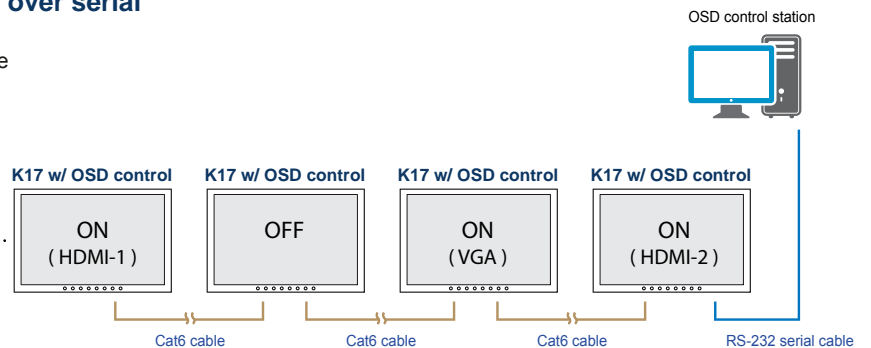 over serial
OSD control station
e
K17 w/ OSD control K17 w/ OSD control K17 w/ OSD control K17 w/ OSD control
.
ON OFF ON ON
( HDMI-1 ) ( VGA ) ( HDMI-2 )
Cat6 cable Cat6 cable Cat6 cable RS-232 serial cable